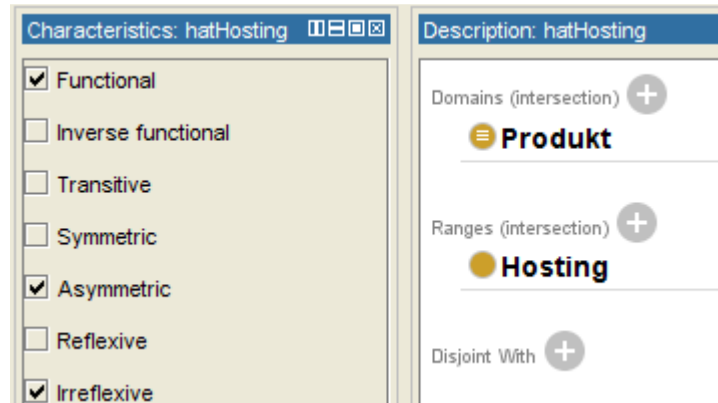 Characteristics: hatHosting
Functional
Inverse functional
Transitive
Symmetric
Asymmetric
Reflexive
Irreflexive
Description: hatHosting
Domains (intersection)
Produkt
Ranges (intersection)
Hosting
Disjoint With